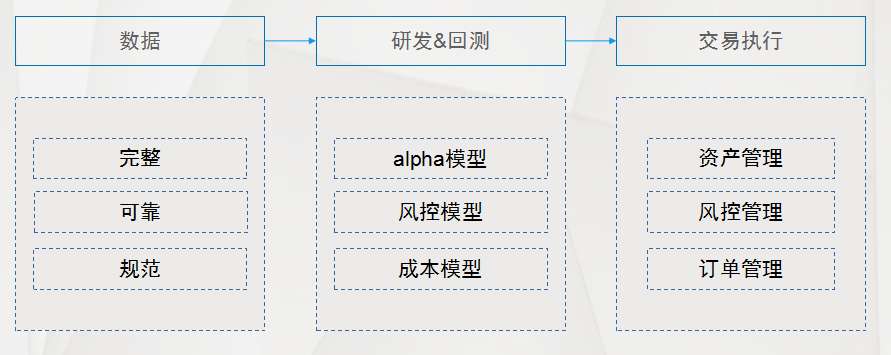 数据
研发&回测
交易执行
完整
alpha模型
资产管理
可靠
风控模型
风控管理
规范
成本模型
订单管理